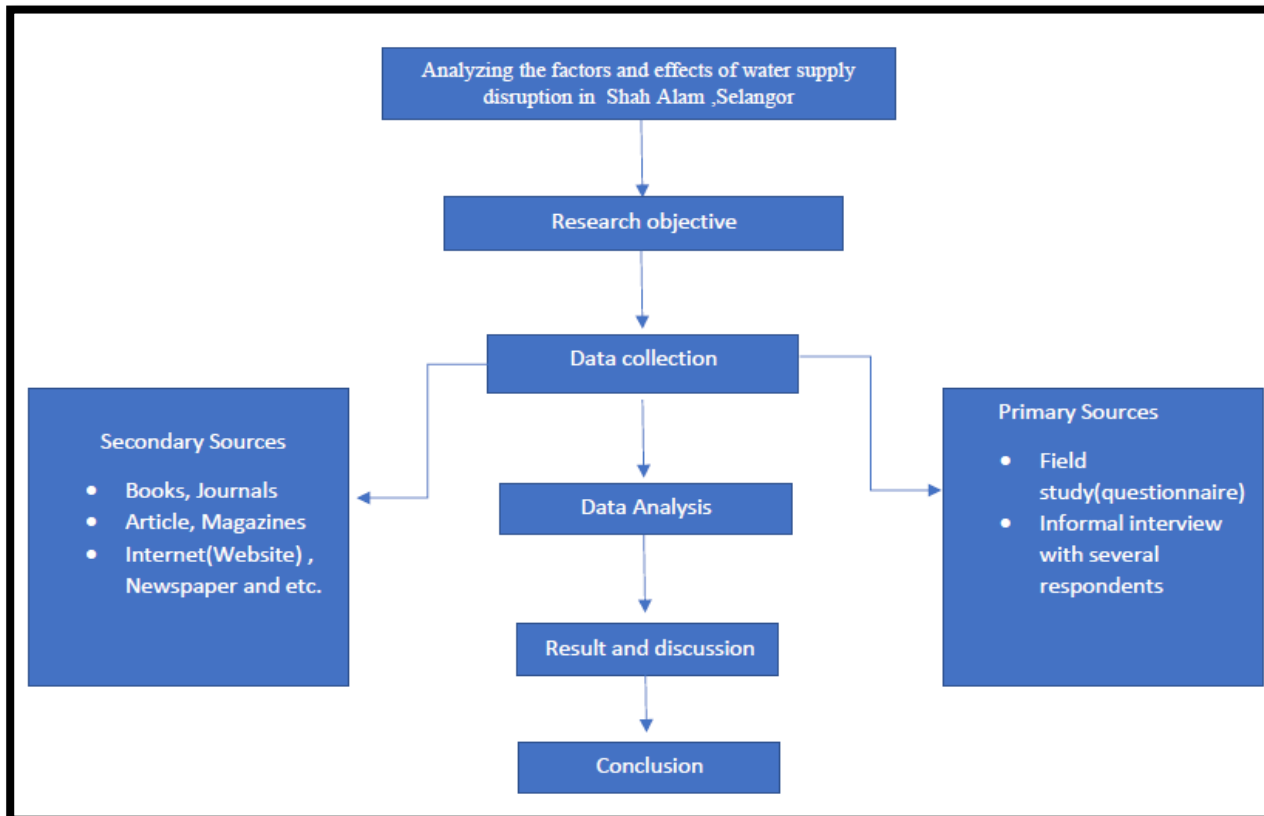 Analyzing the factors and effects of water supply
disruption in Shah Alam ,Selangor
Research objective
Data collection
Secondary Sources
• Books, Journals
• Article, Magazines
• Internet(Website) ,
Newspaper and etc.
Primary Sources
• Field
study(questionnaire)
• Informal interview
with several
respondents
Data Analysis
Result and discussion
Conclusion